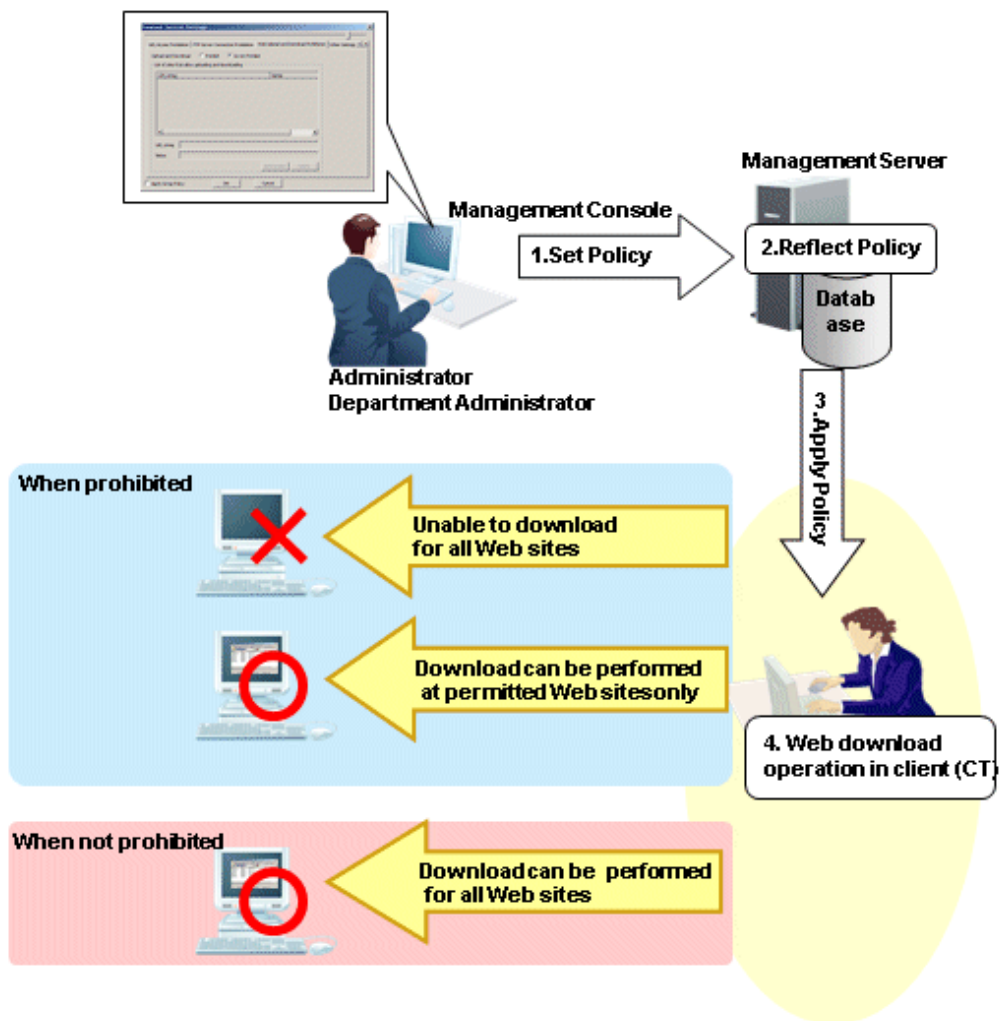 Management Server
Management Console
1.Set Policy
2.Reflect Policy
Datab
ase
Administrator
Department Administrator
3.Apply Policy
When prohibited
Unable to download
for all Web sites
Download can be performed
at permitted Web sitesonly
4. Web download
operation in client (CT)
When not prohibited
Download can be performed
for all Web sites